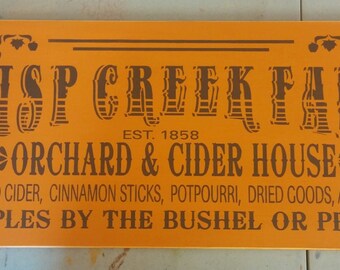 ISP CREEK FA
EST. 1858
ORCHARD & CIDER HOUSE
CIDER, CINNAMON STICKS, POTPOURRI, DRIED GOODS,
PLES BY THE BUSHEL OR PE